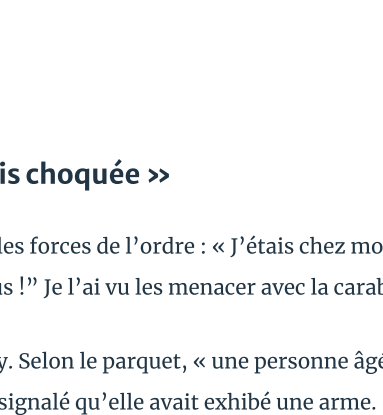 is choquée »
les forces de l’ordre : « J’étais chez mo
s !” Je l’ai vu les menacer avec la carab
y. Selon le parquet, « une personne âgé
signalé qu’elle avait exhibé une arme.